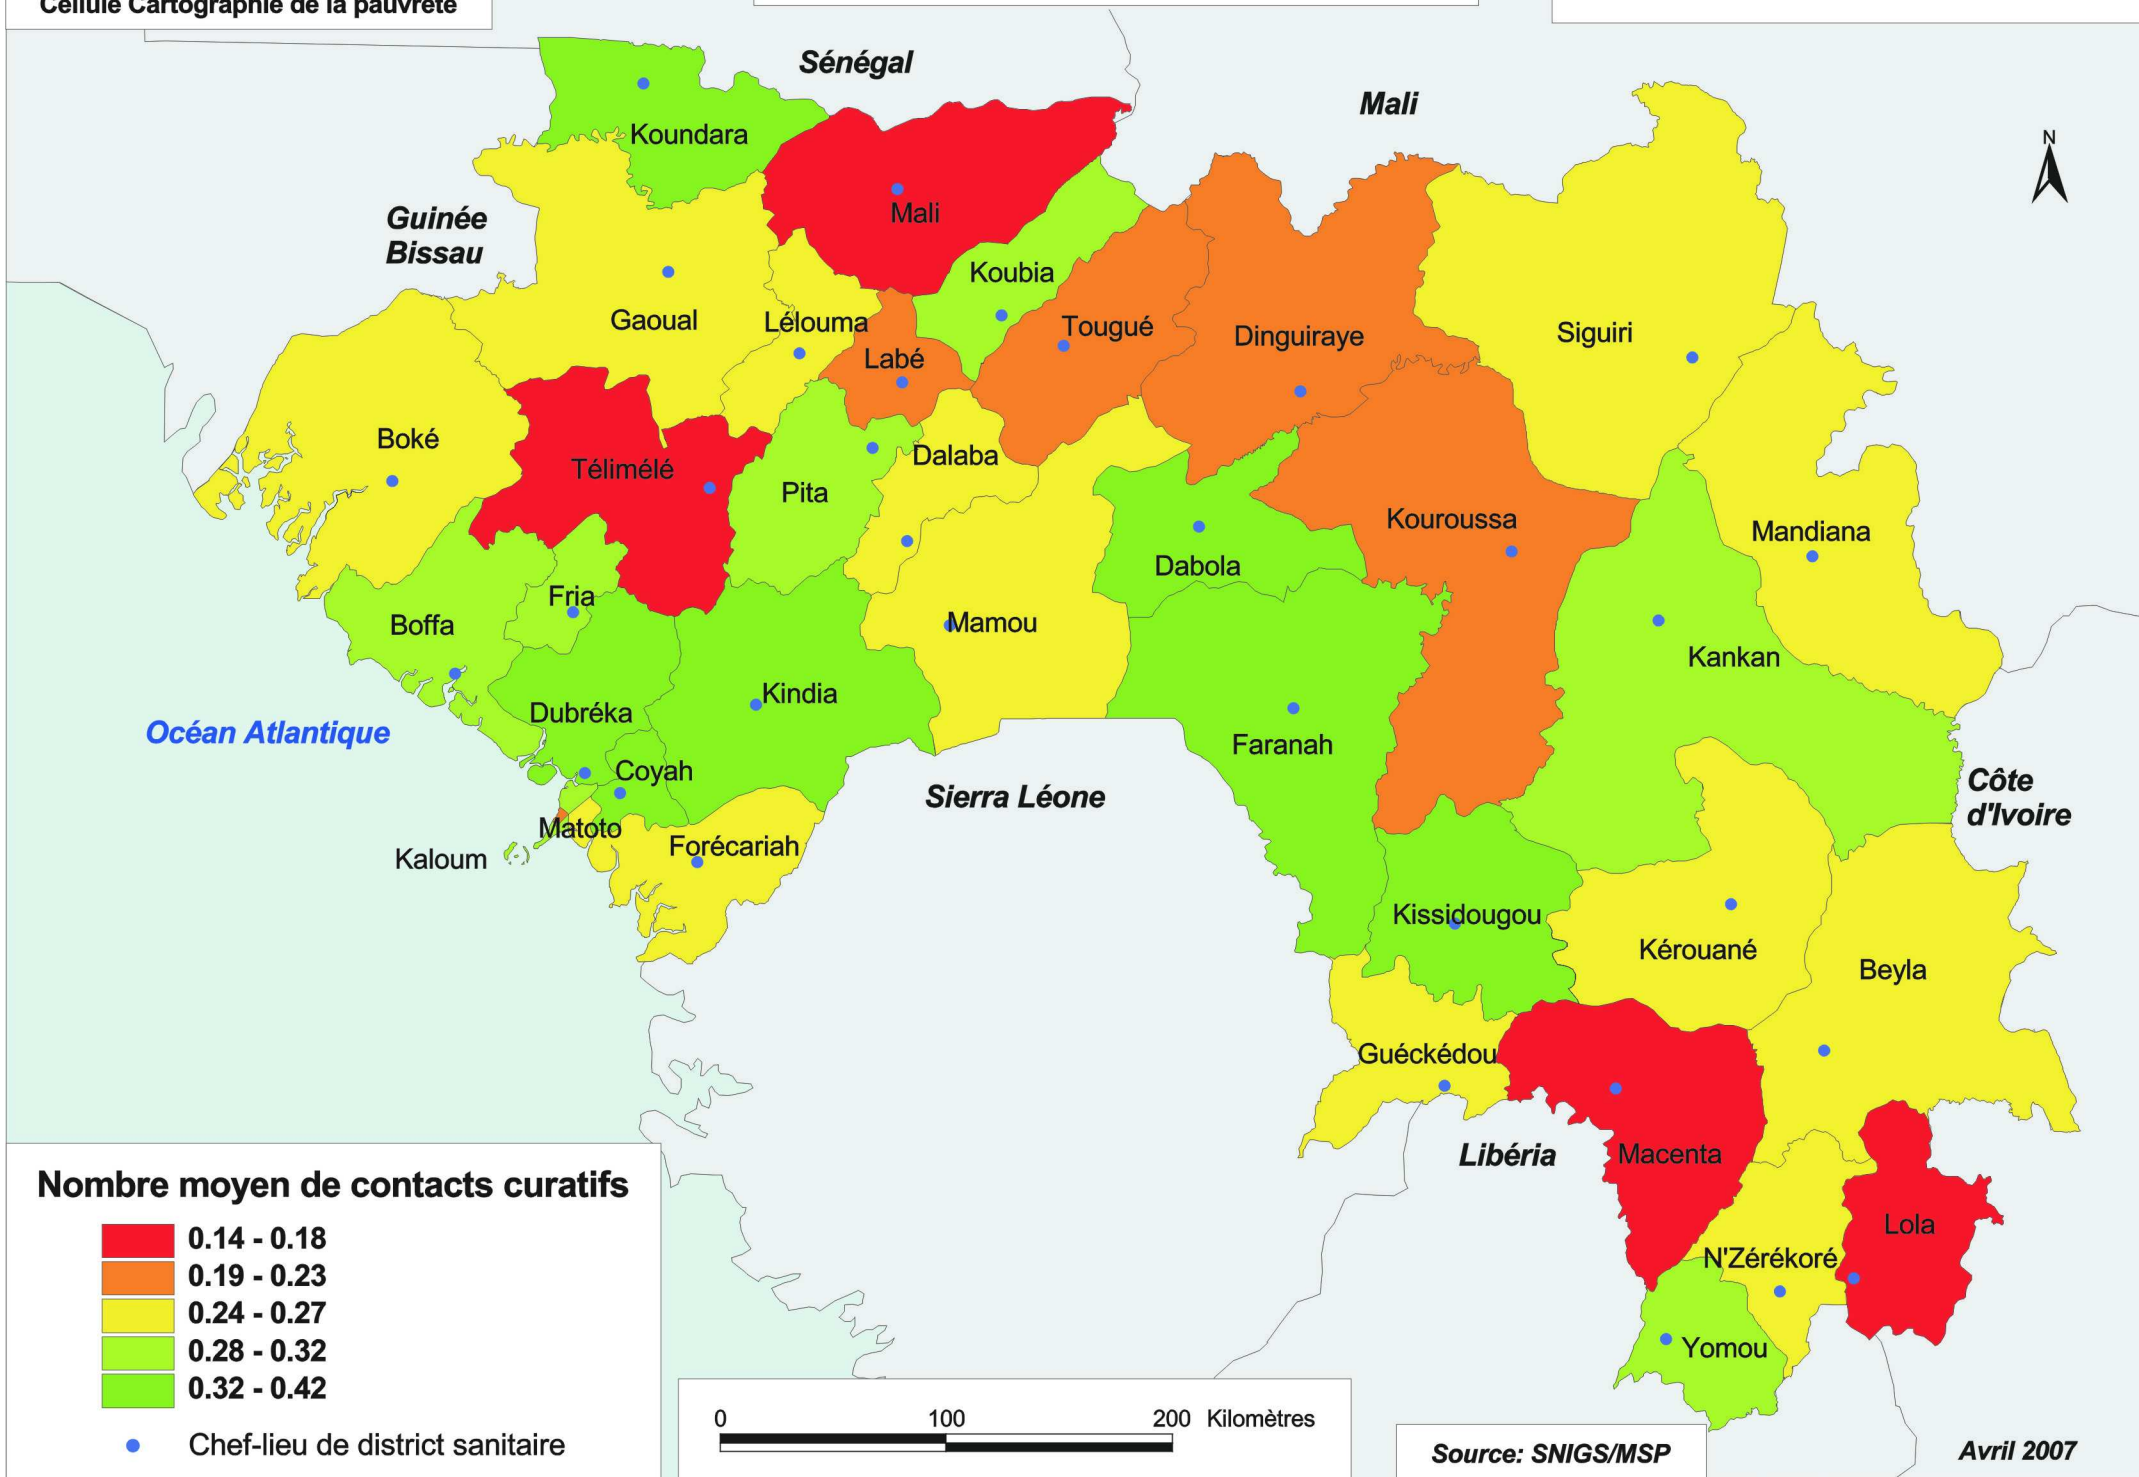 Cellule Cartographie de la pauvreté
Sénégal
Mali
N
Koundara
Guinée
Bissau
Mali
Koubia
Gaoual
Lélouma
Labé
Tougué
Dinguiraye
Siguiri
Boké
Télimélé
Pita
Dalaba
Kouroussa
Mandiana
Dabola
Fria
Boffa
Mamou
Kankan
Kindia
Dubréka
Océan Atlantique
Faranah
Coyah
Sierra Léone
Côte
d'Ivoire
Matoto
Forécariah
Kaloum
Kissidougou
Kérouané
Beyla
Guéckédou
Libéria
Macenta
Lola
N'Zérékoré
Yomou
Nombre moyen de contacts curatifs
0.14 - 0.18
0.19 - 0.23
0.24 - 0.27
0.28 - 0.32
0.32 - 0.42
Chef-lieu de district sanitaire
0 100 200 Kilomètres
Source: SNIGS/MSP
Avril 2007